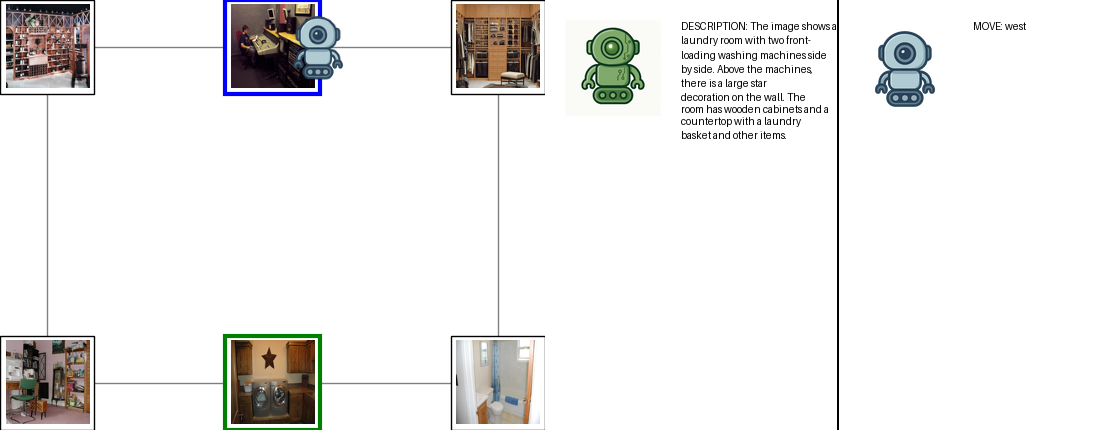 DESCRIPTION: The image shows a
laundry room with two front-
loading washing machines side
by side. Above the machines,
there is a large star
decoration on the wall. The
room has wooden cabinets and a
countertop with a laundry
basket and other items.
MOVE: west